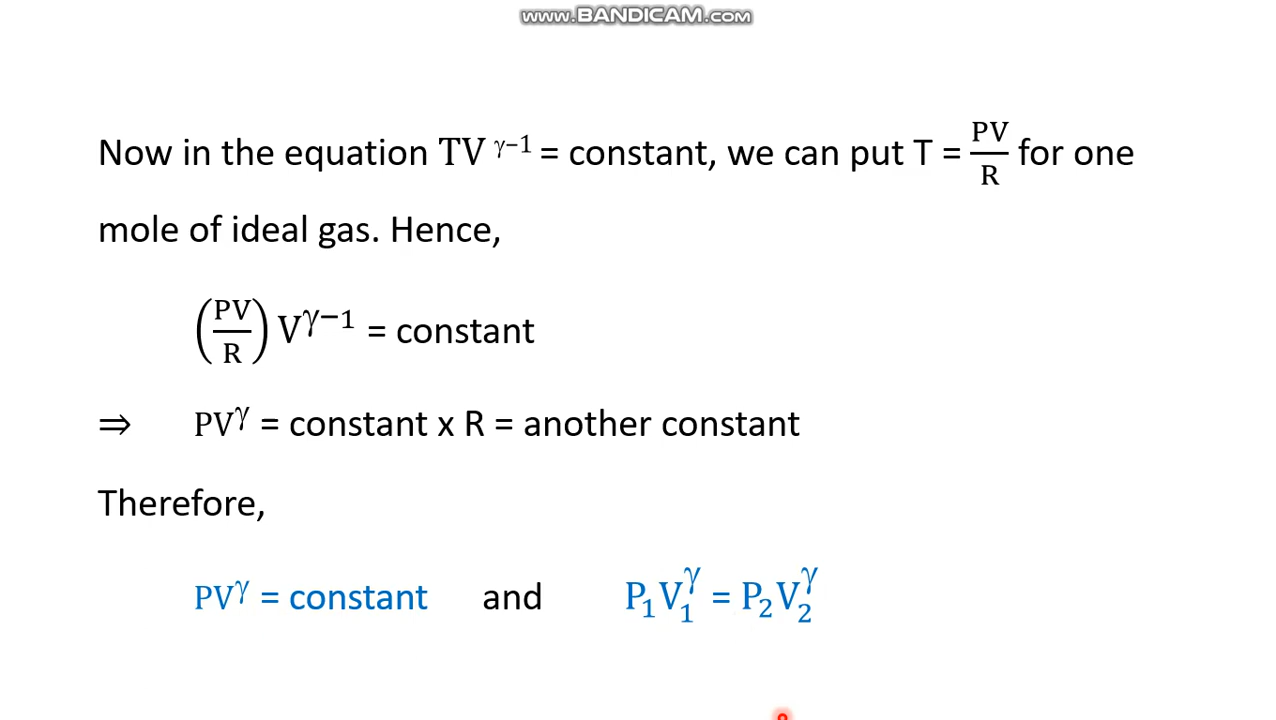 www.BANDICAM.com
Now in the equation TV^(γ−1) = constant, we can put T = PV/R for one
mole of ideal gas. Hence,
(PV/R) V^(γ−1) = constant
⇒ PV^γ = constant x R = another constant
Therefore,
PV^γ = constant and P₁V₁^γ = P₂V₂^γ